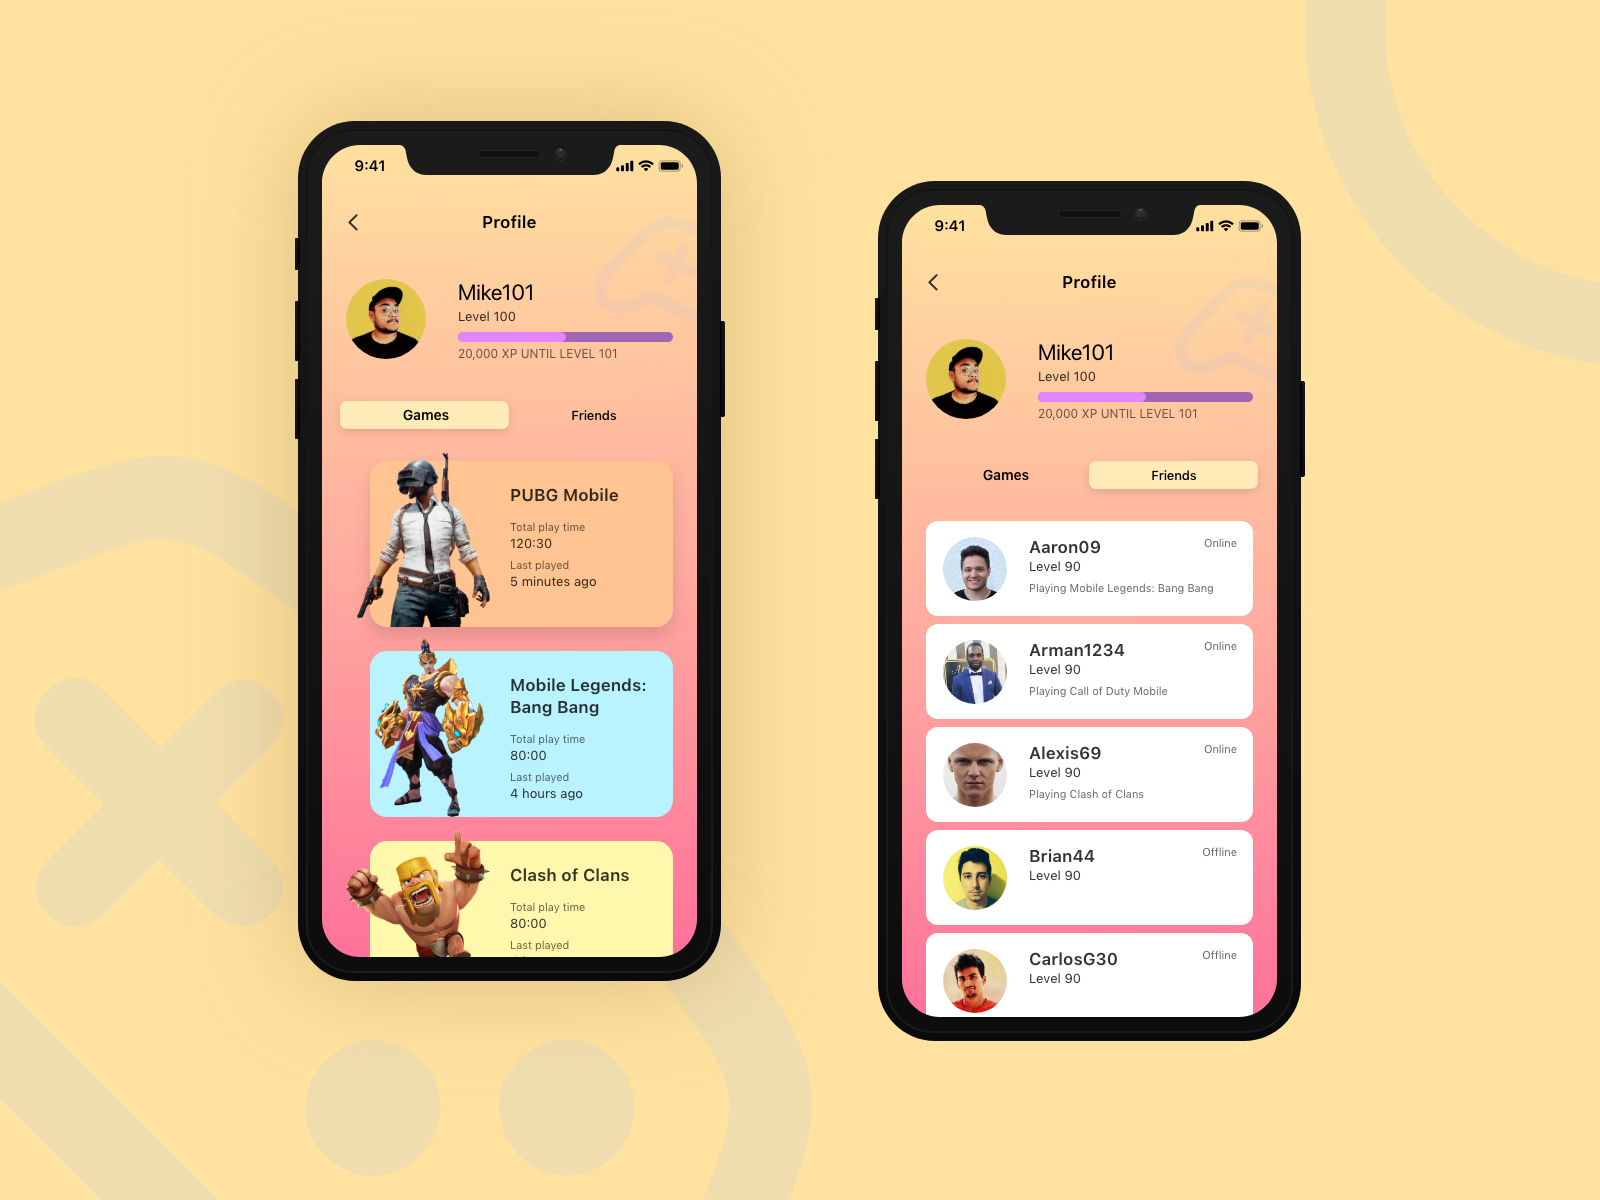 9:41
Profile
Mike101
Level 100
20,000 XP UNTIL LEVEL 101
Games
Friends
PUBG Mobile
Total play time
120:30
Last played
5 minutes ago
Mobile Legends:
Bang Bang
Total play time
80:00
Last played
4 hours ago
Clash of Clans
Total play time
80:00
Last played
9:41
Profile
Mike101
Level 100
20,000 XP UNTIL LEVEL 101
Games
Friends
Aaron09
Online
Level 90
Playing Mobile Legends: Bang Bang
Arman1234
Online
Level 90
Playing Call of Duty Mobile
Alexis69
Online
Level 90
Playing Clash of Clans
Brian44
Offline
Level 90
CarlosG30
Offline
Level 90